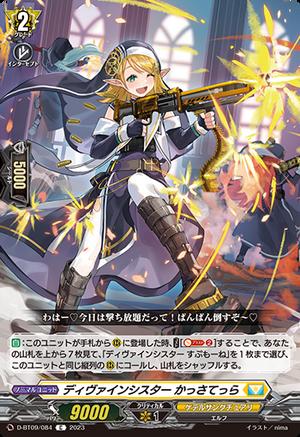 2
グレード
インターセプト
5000
シールド
わはー♡今日は撃ち放題だって！ばんばん倒すぞ～♡
自：このユニットが手札からRに登場した時、【コスト】[CB2]することで、あなたの
山札を上から7枚見て、「ディヴァインシスター すぷもーね」を1枚まで選び、
このユニットと同じ縦列のRにコールし、山札をシャッフルする。
ノーマルユニット
ディヴァインシスター かっさてっら
パワー 9000
クリティカル
1
ケテルサンクチュアリ
エルフ
D-BT09/084 C 2023
イラスト／nima